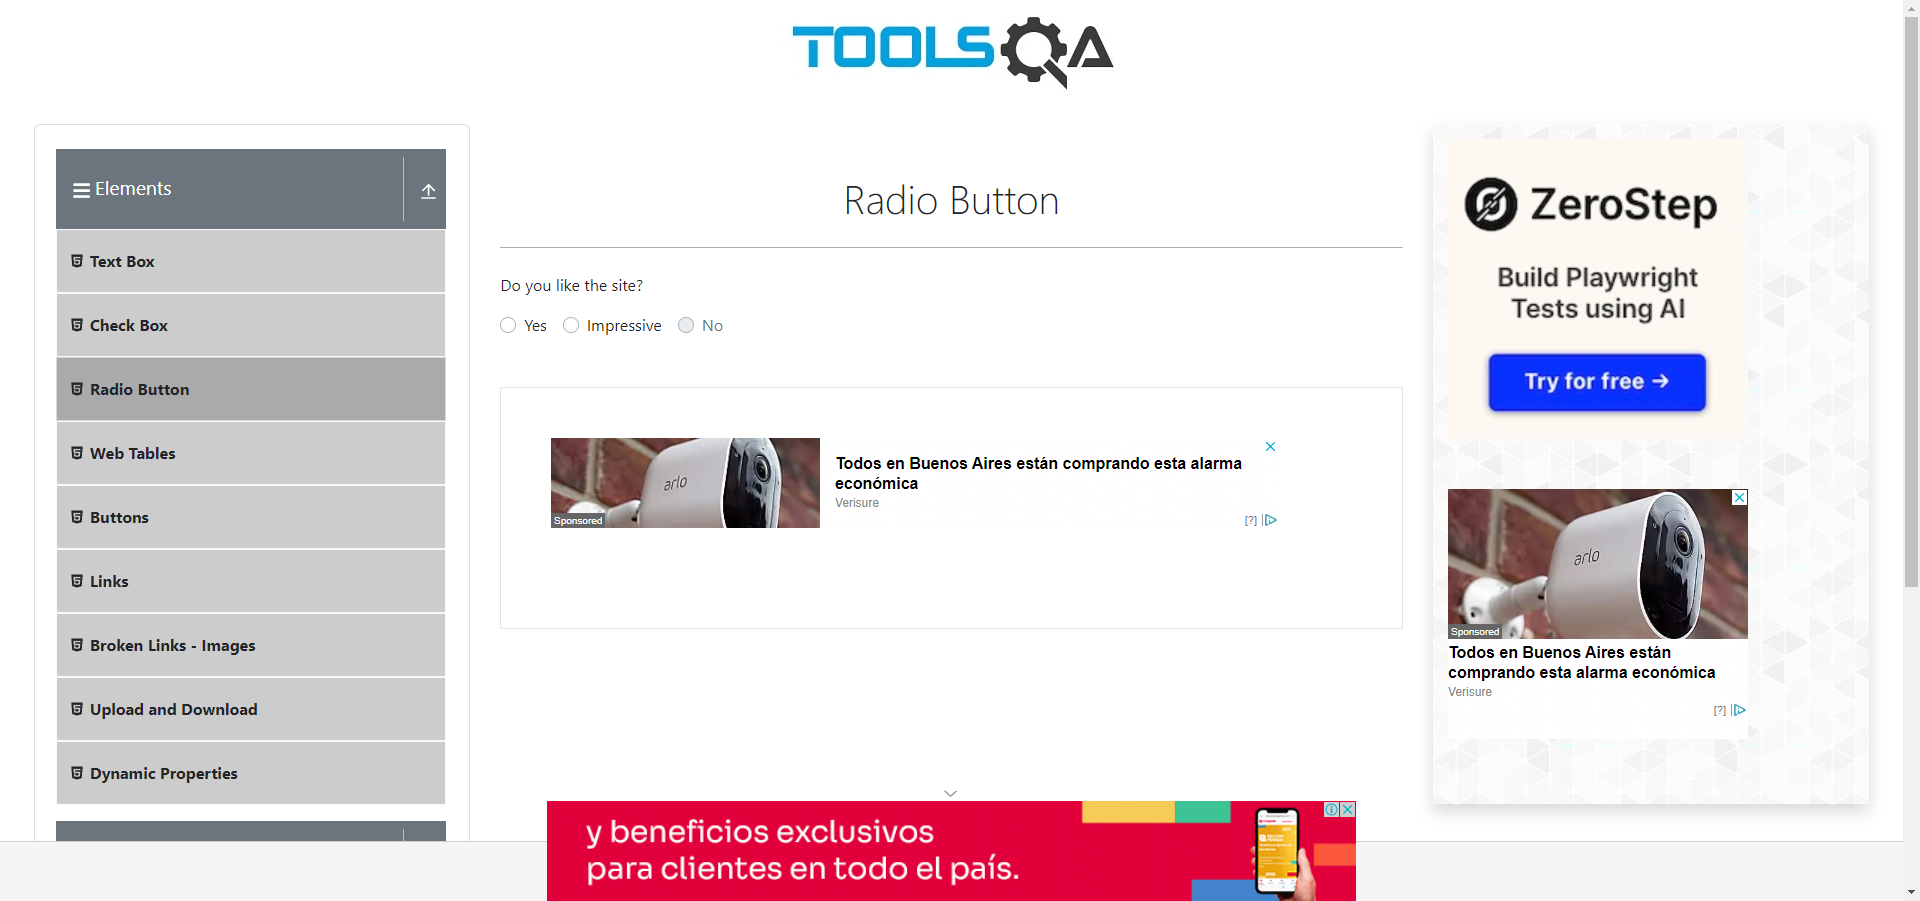 TOOLSQA
Elements
Text Box
Check Box
Radio Button
Web Tables
Buttons
Links
Broken Links - Images
Upload and Download
Dynamic Properties
Radio Button
Do you like the site?
Yes
Impressive
No
arlo
Sponsored
Todos en Buenos Aires están comprando esta alarma
económica
Verisure
[?]
ZeroStep
Build Playwright
Tests using AI
Try for free →
arlo
Sponsored
Todos en Buenos Aires están
comprando esta alarma económica
Verisure
[?]
y beneficios exclusivos
para clientes en todo el país.